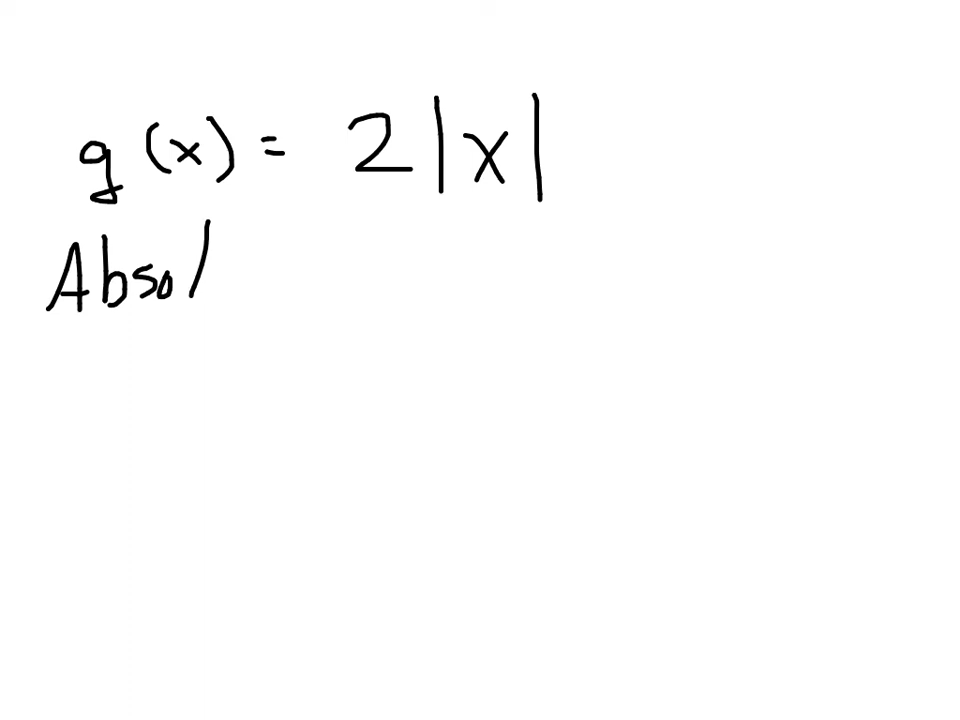 g(x) = 2|x|
Absol